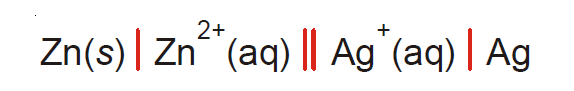 Zn(s) | Zn²⁺(aq) || Ag⁺(aq) | Ag